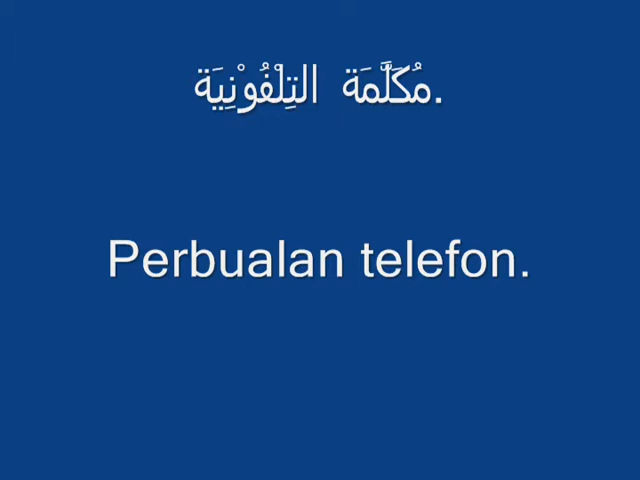 مُكَلَّمَة التِلْفُوْنِيَة.
Perbualan telefon.